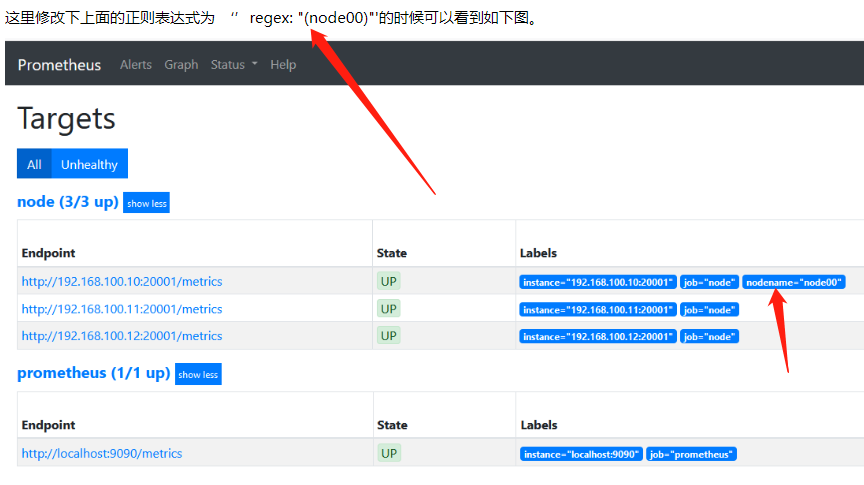 这里修改下上面的正则表达式为 ‘’ regex: "(node00)"'的时候可以看到如下图。
Prometheus Alerts Graph Status Help
Targets
All Unhealthy
node (3/3 up) show less
Endpoint State Labels
http://192.168.100.10:20001/metrics UP instance="192.168.100.10:20001" job="node" nodename="node00"
http://192.168.100.11:20001/metrics UP instance="192.168.100.11:20001" job="node"
http://192.168.100.12:20001/metrics UP instance="192.168.100.12:20001" job="node"
prometheus (1/1 up) show less
Endpoint State Labels
http://localhost:9090/metrics UP instance="localhost:9090" job="prometheus"